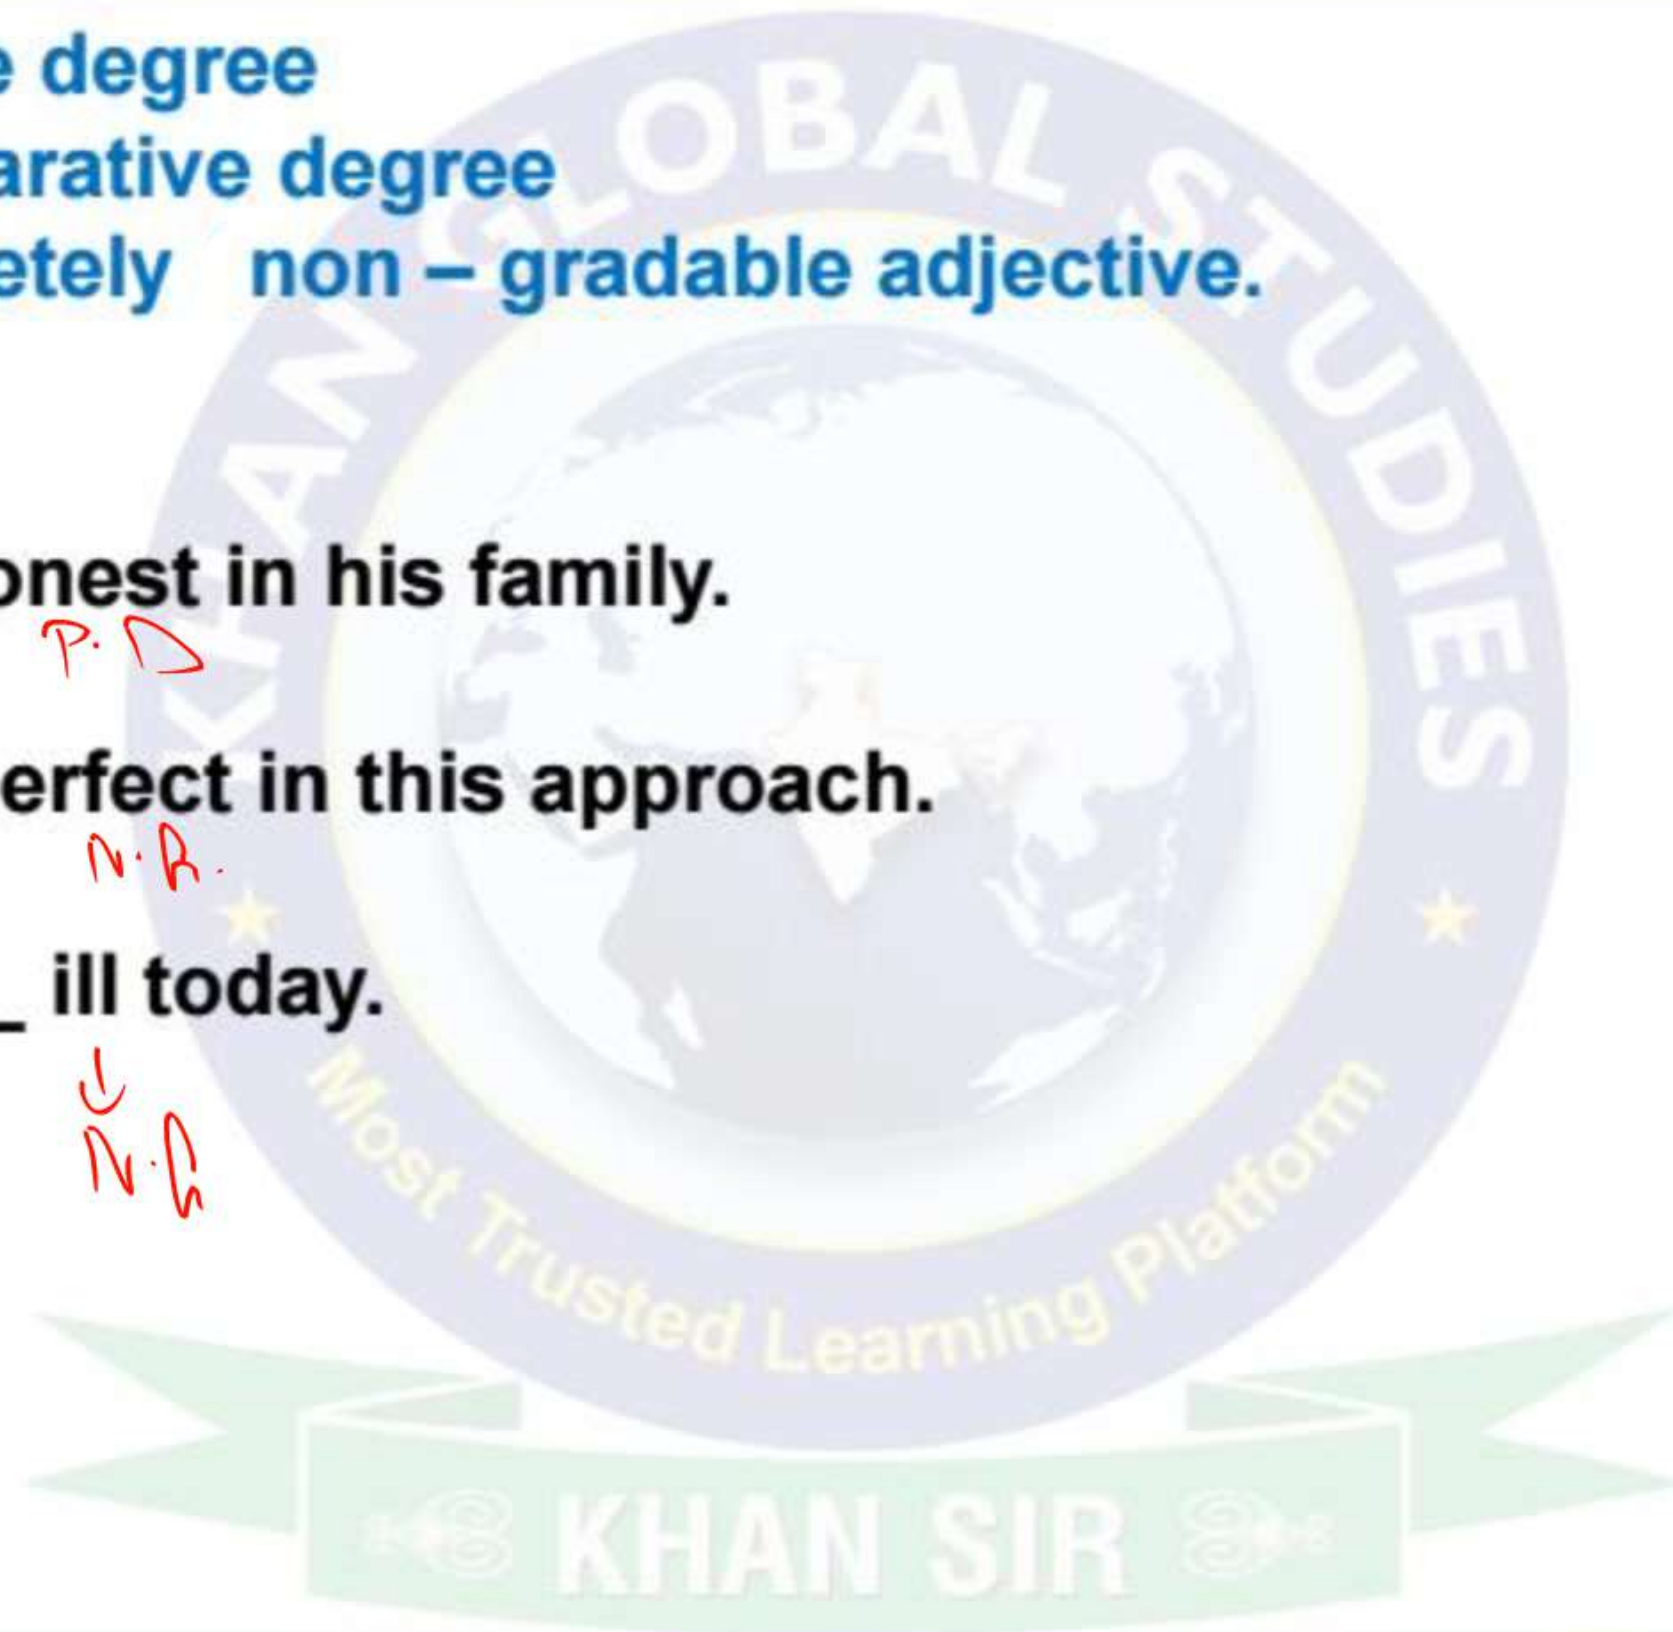 e degree
arative degree
etely non – gradable adjective.
onest in his family.
P. D
erfect in this approach.
N.
_ ill today.
N.
KHAN GLOBAL STUDIES
Most Trusted Learning Platform
KHAN SIR